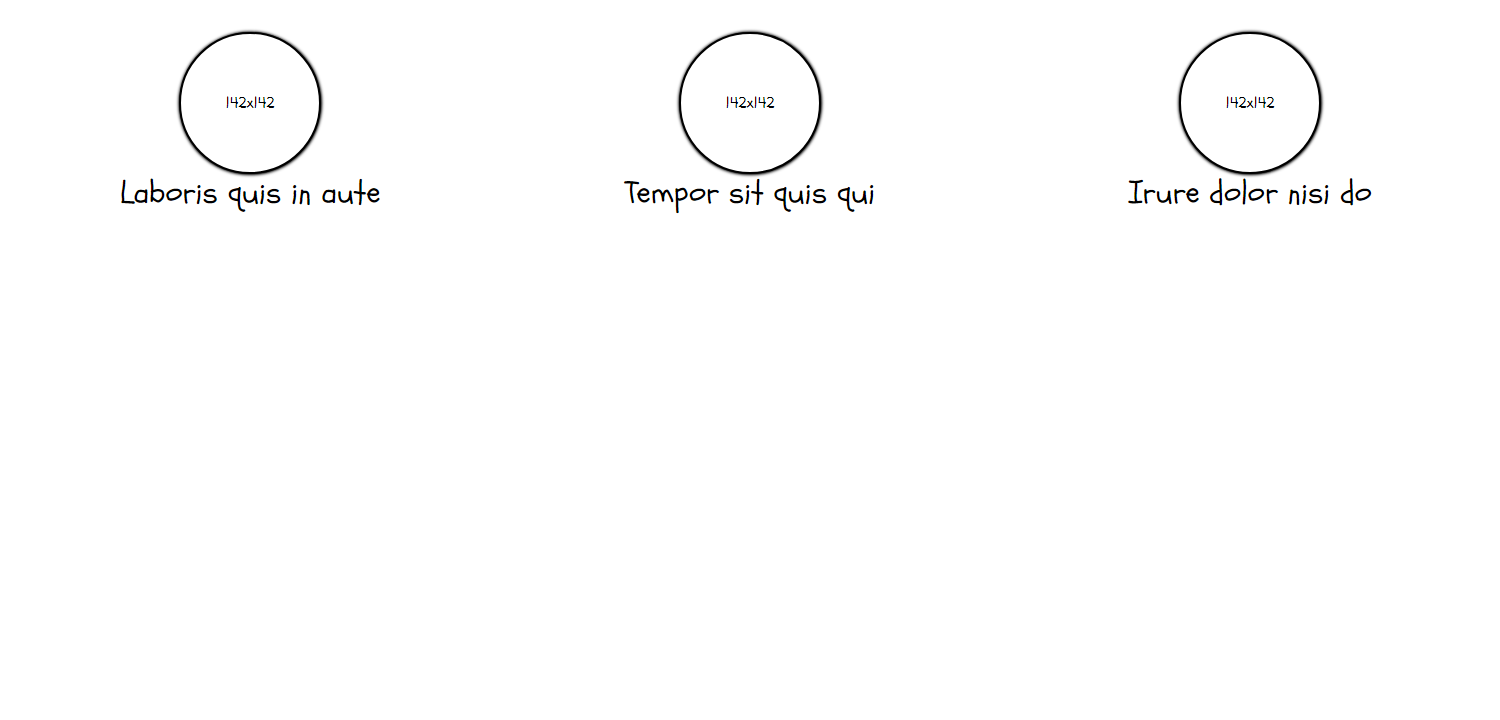 142x142
142x142
142x142
Laboris quis in aute
Tempor sit quis qui
Irure dolor nisi do